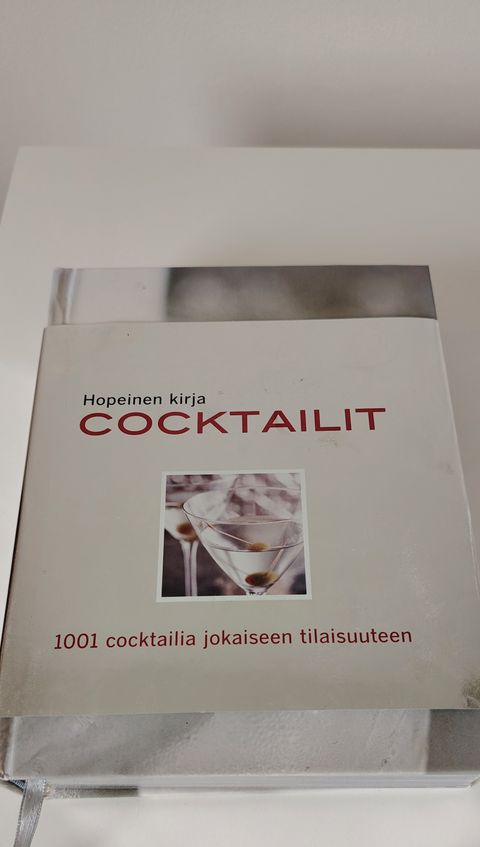 Hopeinen kirja
COCKTAILIT
1001 cocktailia jokaiseen tilaisuuteen